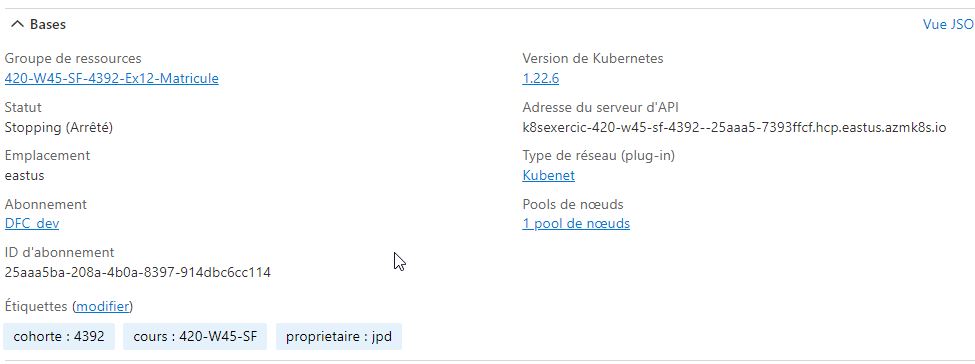 Bases
Vue JSO
Groupe de ressources
420-W45-SF-4392-Ex12-Matricule
Statut
Stopping (Arrêté)
Emplacement
eastus
Abonnement
DFC_dev
ID d'abonnement
25aaa5ba-208a-4b0a-8397-914dbc6cc114
Version de Kubernetes
1.22.6
Adresse du serveur d'API
k8sexercic-420-w45-sf-4392--25aaa5-7393ffcf.hcp.eastus.azmk8s.io
Type de réseau (plug-in)
Kubenet
Pools de nœuds
1 pool de nœuds
Étiquettes (modifier)
cohorte : 4392 cours : 420-W45-SF proprietaire : jpd